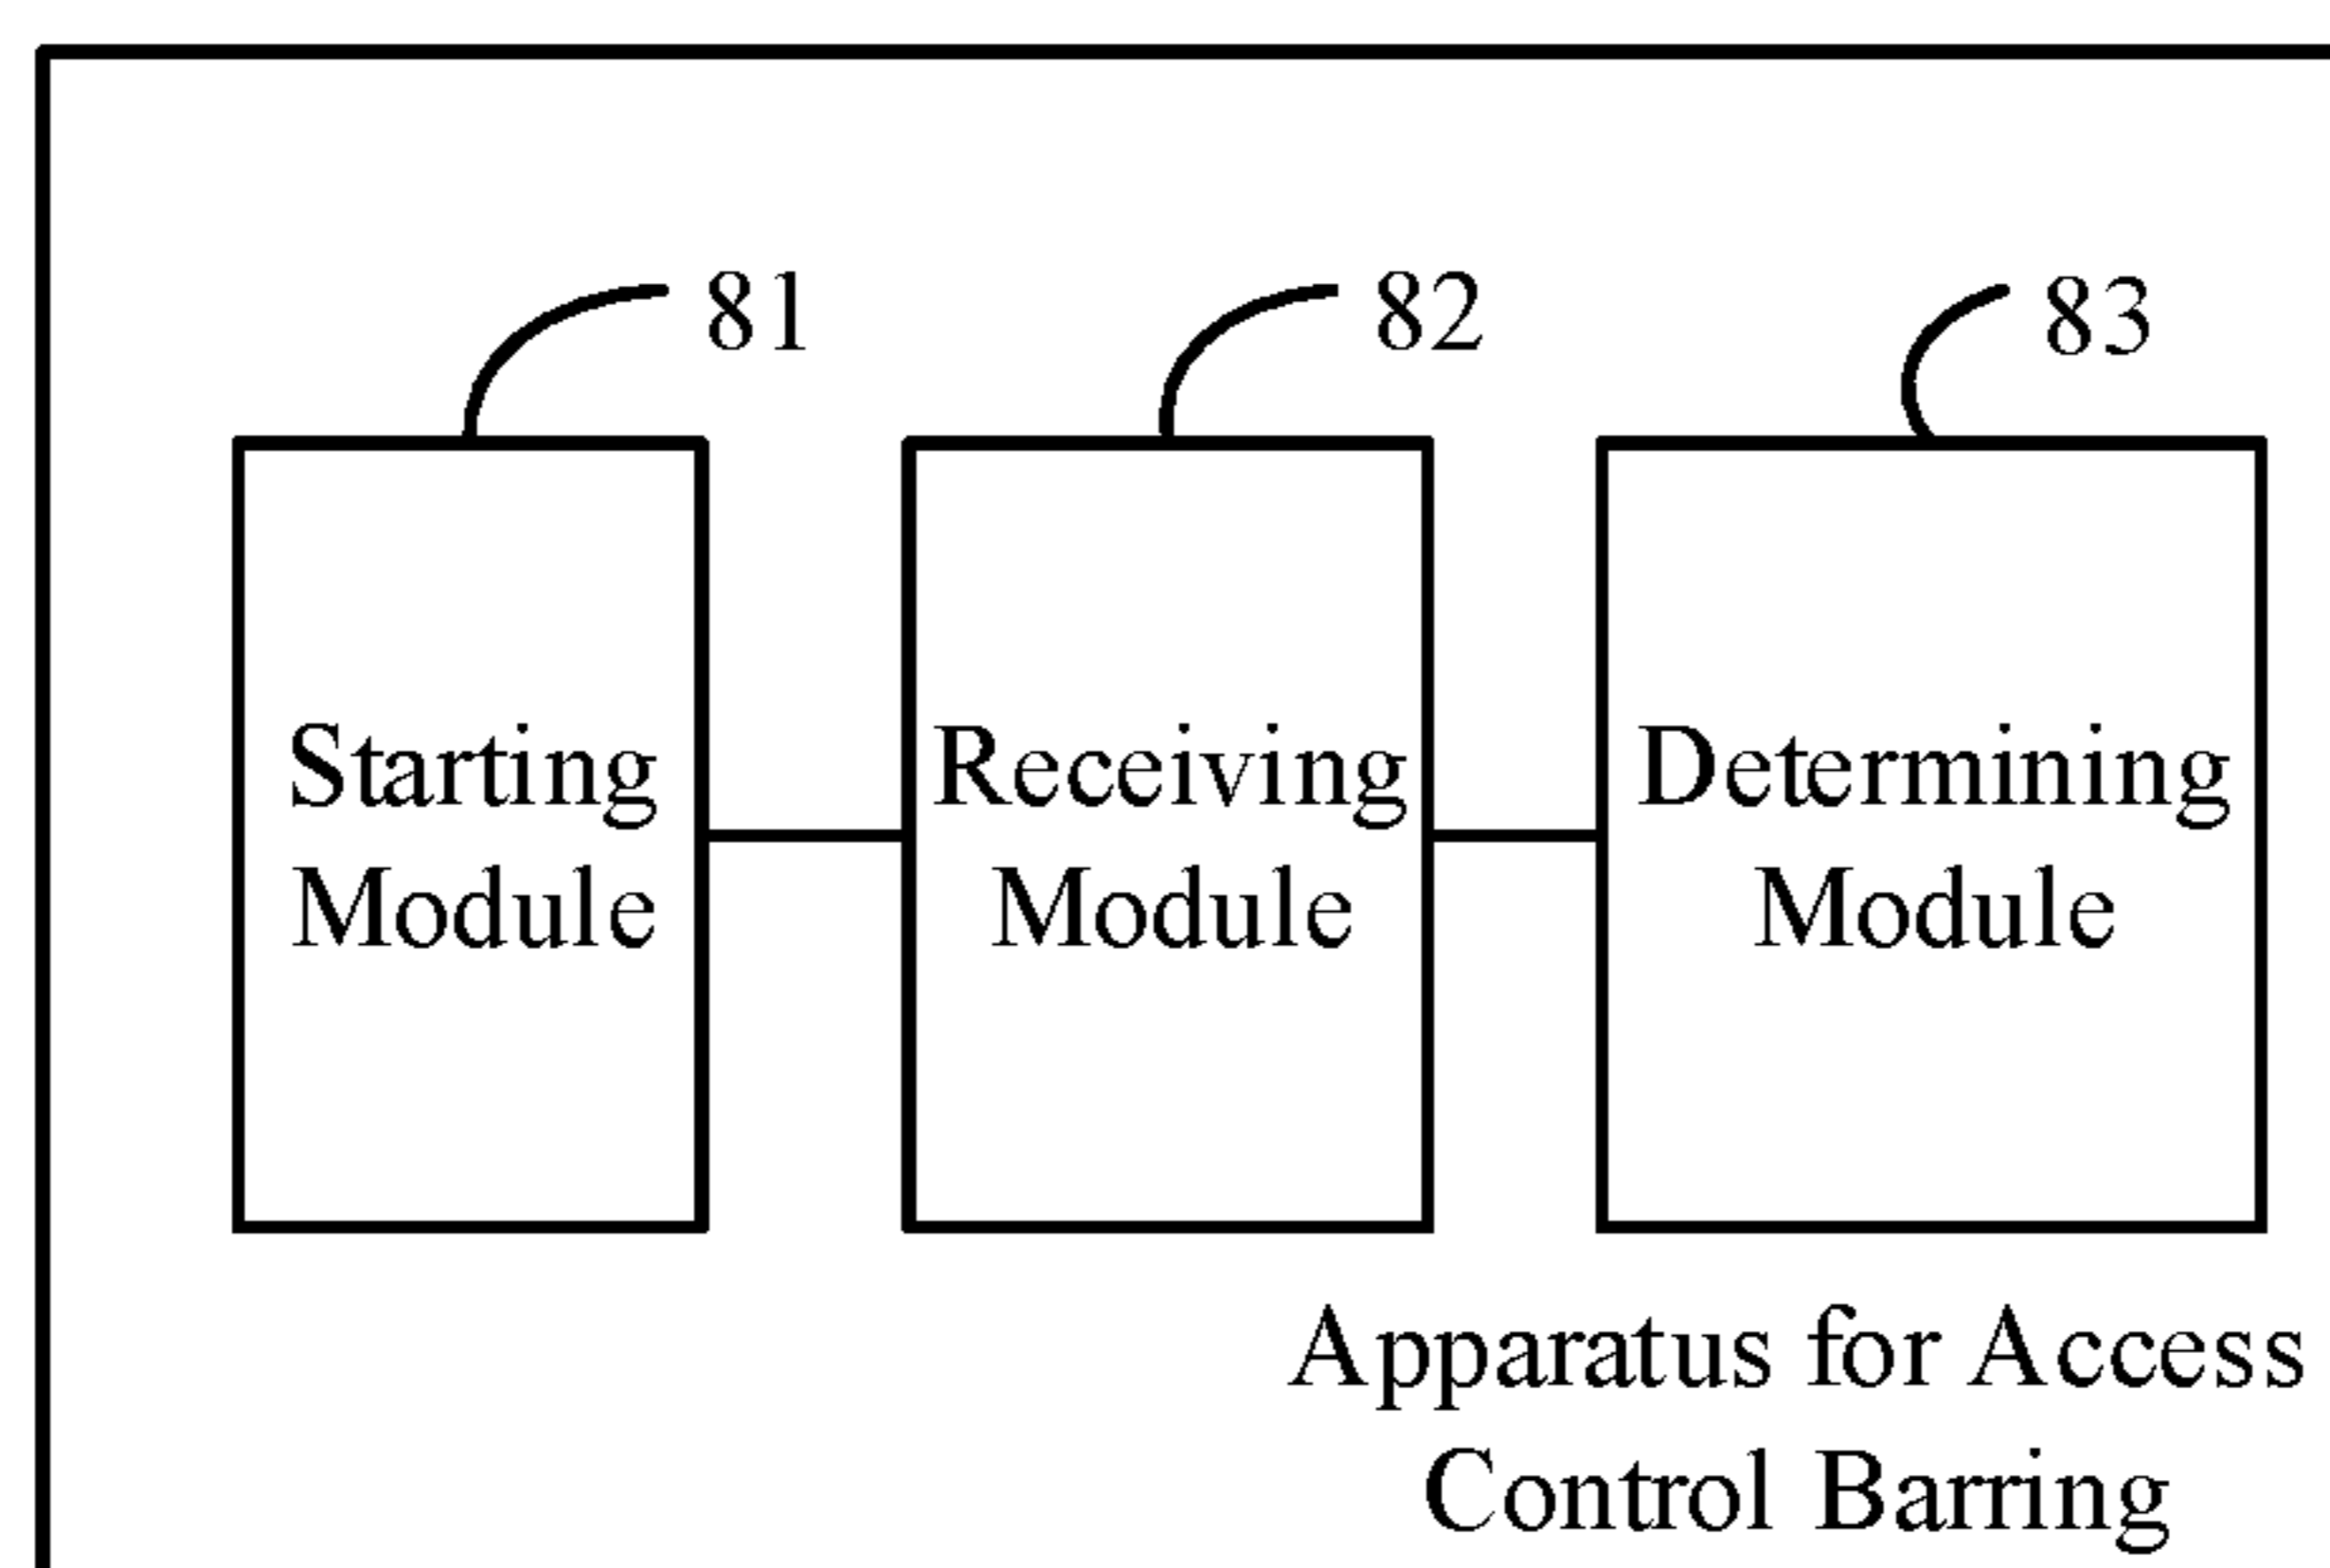 81
82
83
Starting
Module
Receiving
Module
Determining
Module
Apparatus for Access
Control Barring